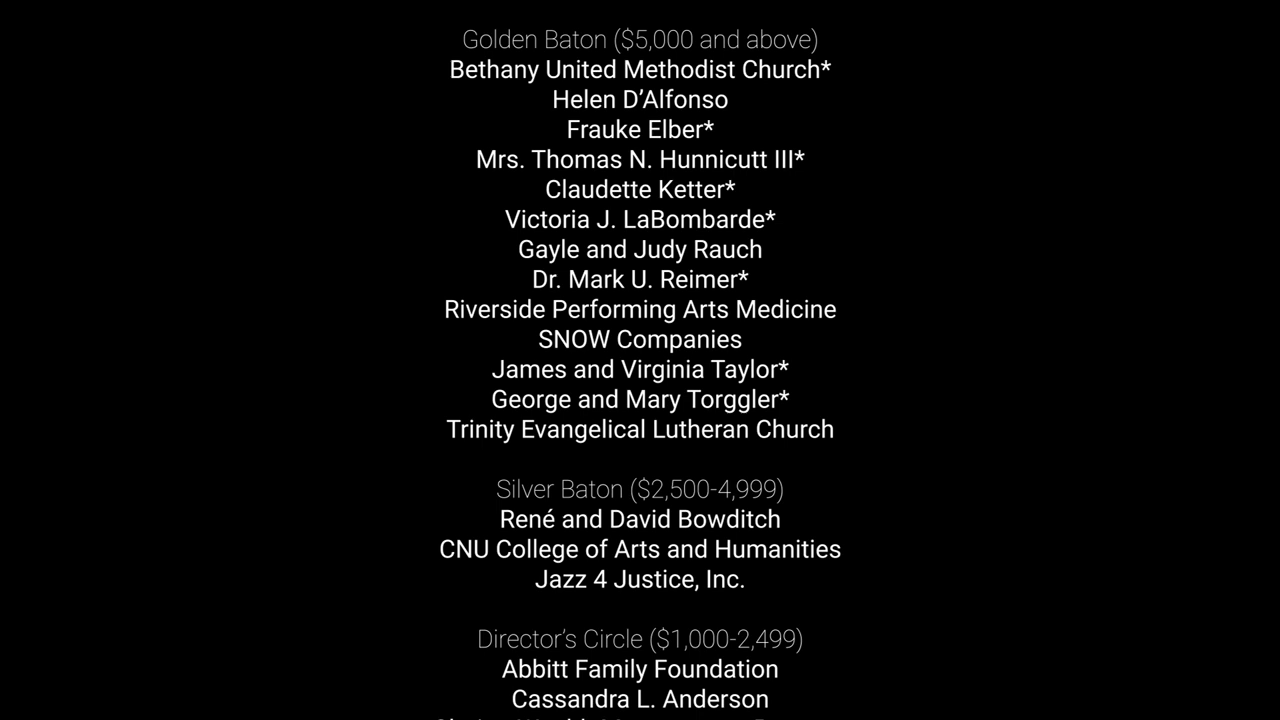 Golden Baton ($5,000 and above)
Bethany United Methodist Church*
Helen D’Alfonso
Frauke Elber*
Mrs. Thomas N. Hunnicutt III*
Claudette Ketter*
Victoria J. LaBombarde*
Gayle and Judy Rauch
Dr. Mark U. Reimer*
Riverside Performing Arts Medicine
SNOW Companies
James and Virginia Taylor*
George and Mary Torggler*
Trinity Evangelical Lutheran Church
Silver Baton ($2,500-4,999)
René and David Bowditch
CNU College of Arts and Humanities
Jazz 4 Justice, Inc.
Director’s Circle ($1,000-2,499)
Abbitt Family Foundation
Cassandra L. Anderson